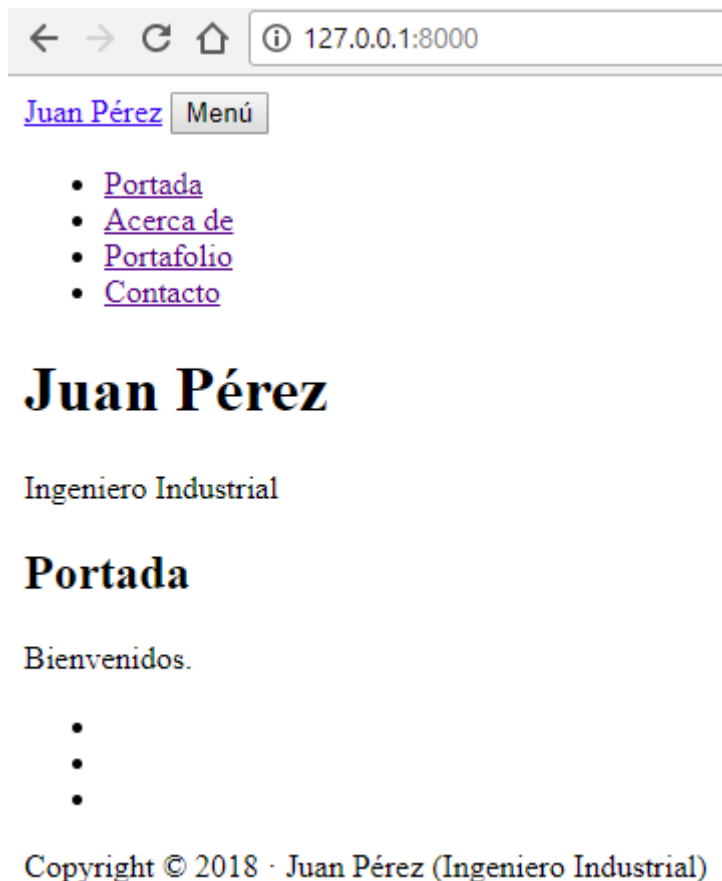 127.0.0.1:8000
Juan Pérez Menú
Portada
Acerca de
Portafolio
Contacto
Juan Pérez
Ingeniero Industrial
Portada
Bienvenidos.
Copyright © 2018 · Juan Pérez (Ingeniero Industrial)